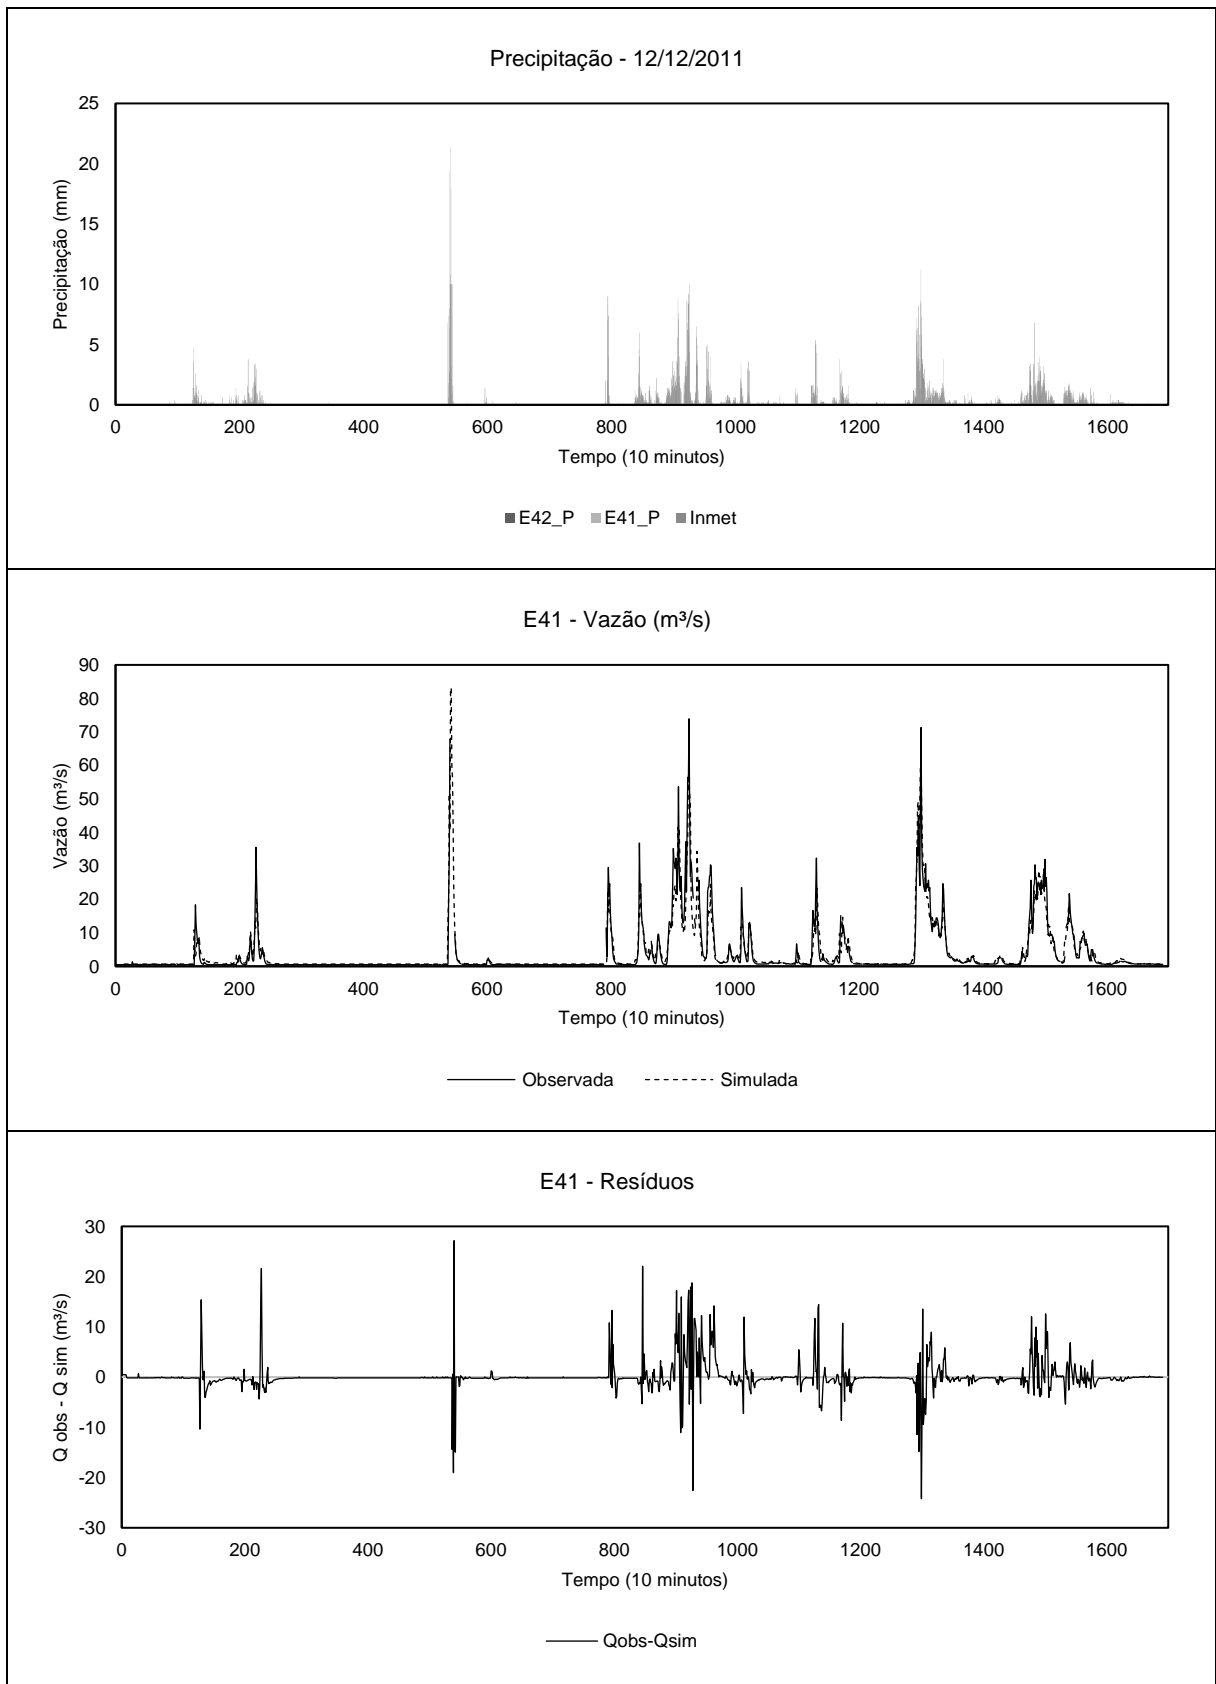 Precipitação - 12/12/2011
25
20
15
10
5
0
Precipitação (mm)
0 200 400 600 800 1000 1200 1400 1600
Tempo (10 minutos)
E42_P E41_P Inmet
E41 - Vazão (m³/s)
90
80
70
60
50
40
30
20
10
0
Vazão (m³/s)
0 200 400 600 800 1000 1200 1400 1600
Tempo (10 minutos)
Observada Simulada
E41 - Resíduos
30
20
10
0
-10
-20
-30
Q obs - Q sim (m³/s)
0 200 400 600 800 1000 1200 1400 1600
Tempo (10 minutos)
Qobs-Qsim